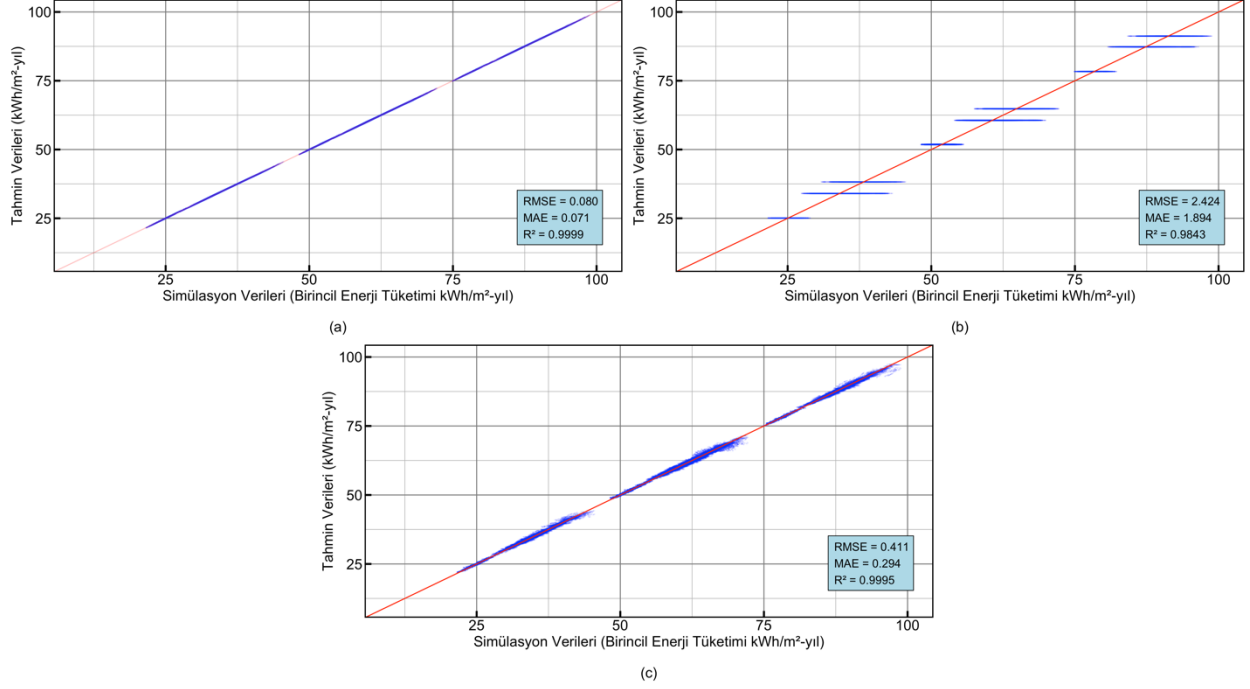 100
75
50
25
Tahmin Verileri (kWh/m²-yıl)
RMSE = 0.080
MAE = 0.071
R² = 0.9999
25 50 75 100
Simülasyon Verileri (Birincil Enerji Tüketimi kWh/m²-yıl)
(a)
100
75
50
25
Tahmin Verileri (kWh/m²-yıl)
RMSE = 2.424
MAE = 1.894
R² = 0.9843
25 50 75 100
Simülasyon Verileri (Birincil Enerji Tüketimi kWh/m²-yıl)
(b)
100
75
50
25
Tahmin Verileri (kWh/m²-yıl)
RMSE = 0.411
MAE = 0.294
R² = 0.9995
25 50 75 100
Simülasyon Verileri (Birincil Enerji Tüketimi kWh/m²-yıl)
(c)